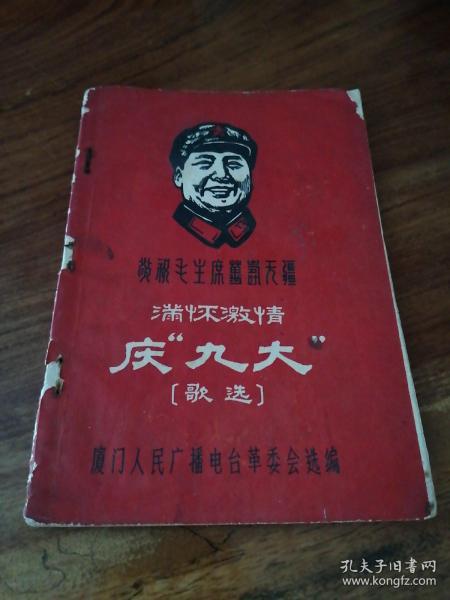 敬祝毛主席萬壽无疆
满怀激情
庆“九大”
〔歌选〕
厦门人民广播电台革委会选编
孔夫子旧书网
www.kongfz.com